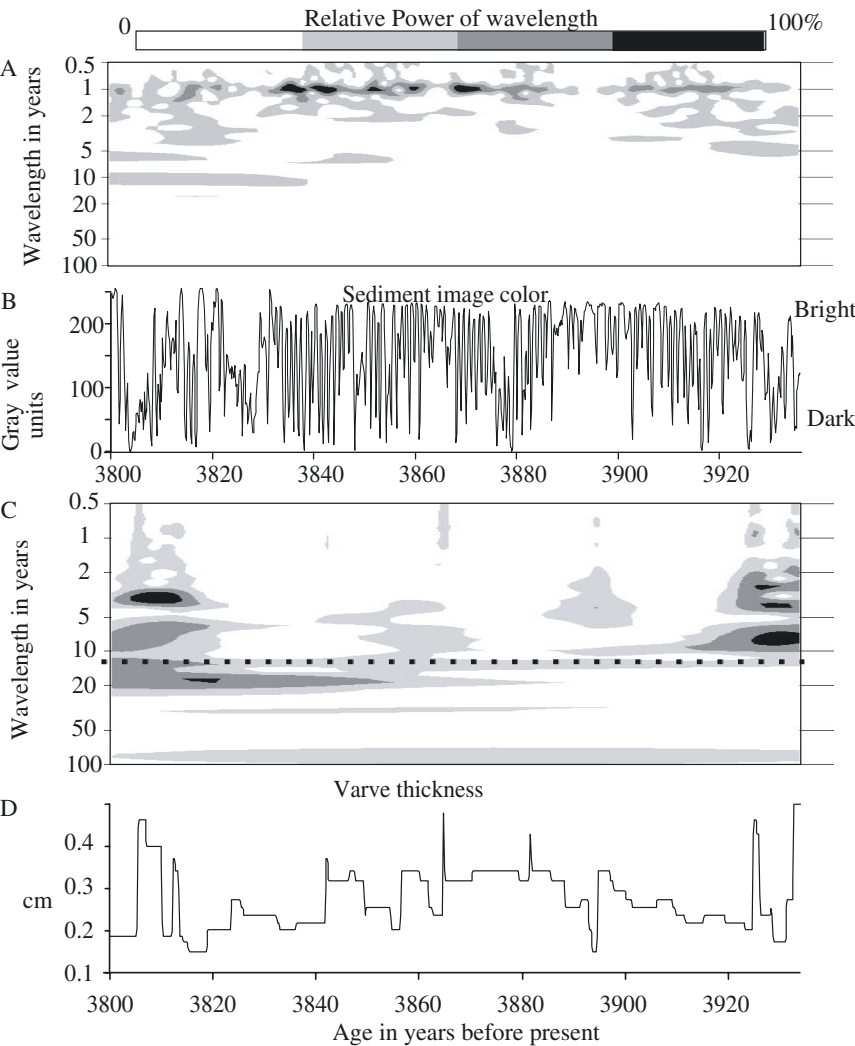 Relative Power of wavelength
0
100%
A
Wavelength in years
0.5
1
2
5
10
20
50
100
B
Sediment image color
Gray value
units
200
100
0
Bright
Dark
3800 3820 3840 3860 3880 3900 3920
C
Wavelength in years
0.5
1
2
5
10
20
50
100
Varve thickness
D
cm
0.4
0.3
0.2
0.1
3800 3820 3840 3860 3880 3900 3920
Age in years before present